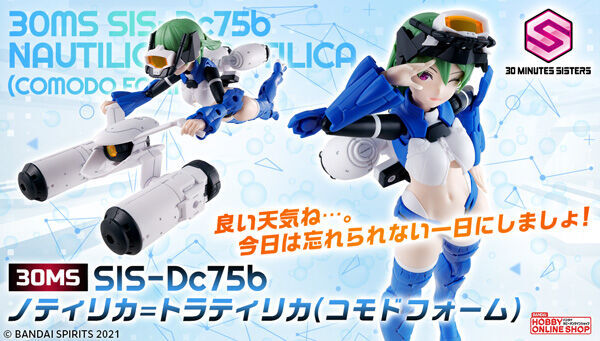 30MS SIS-Dc75b
(COMODO
30 MINUTES SISTERS
良い天気ね…。
今日は忘れられない一日にしましょ!
30MS SIS-Dc75b
ノティリカ=トラティリカ(コモドフォーム)
© BANDAI SPIRITS 2021
BANDAI
HOBBY
ONLINE SHOP